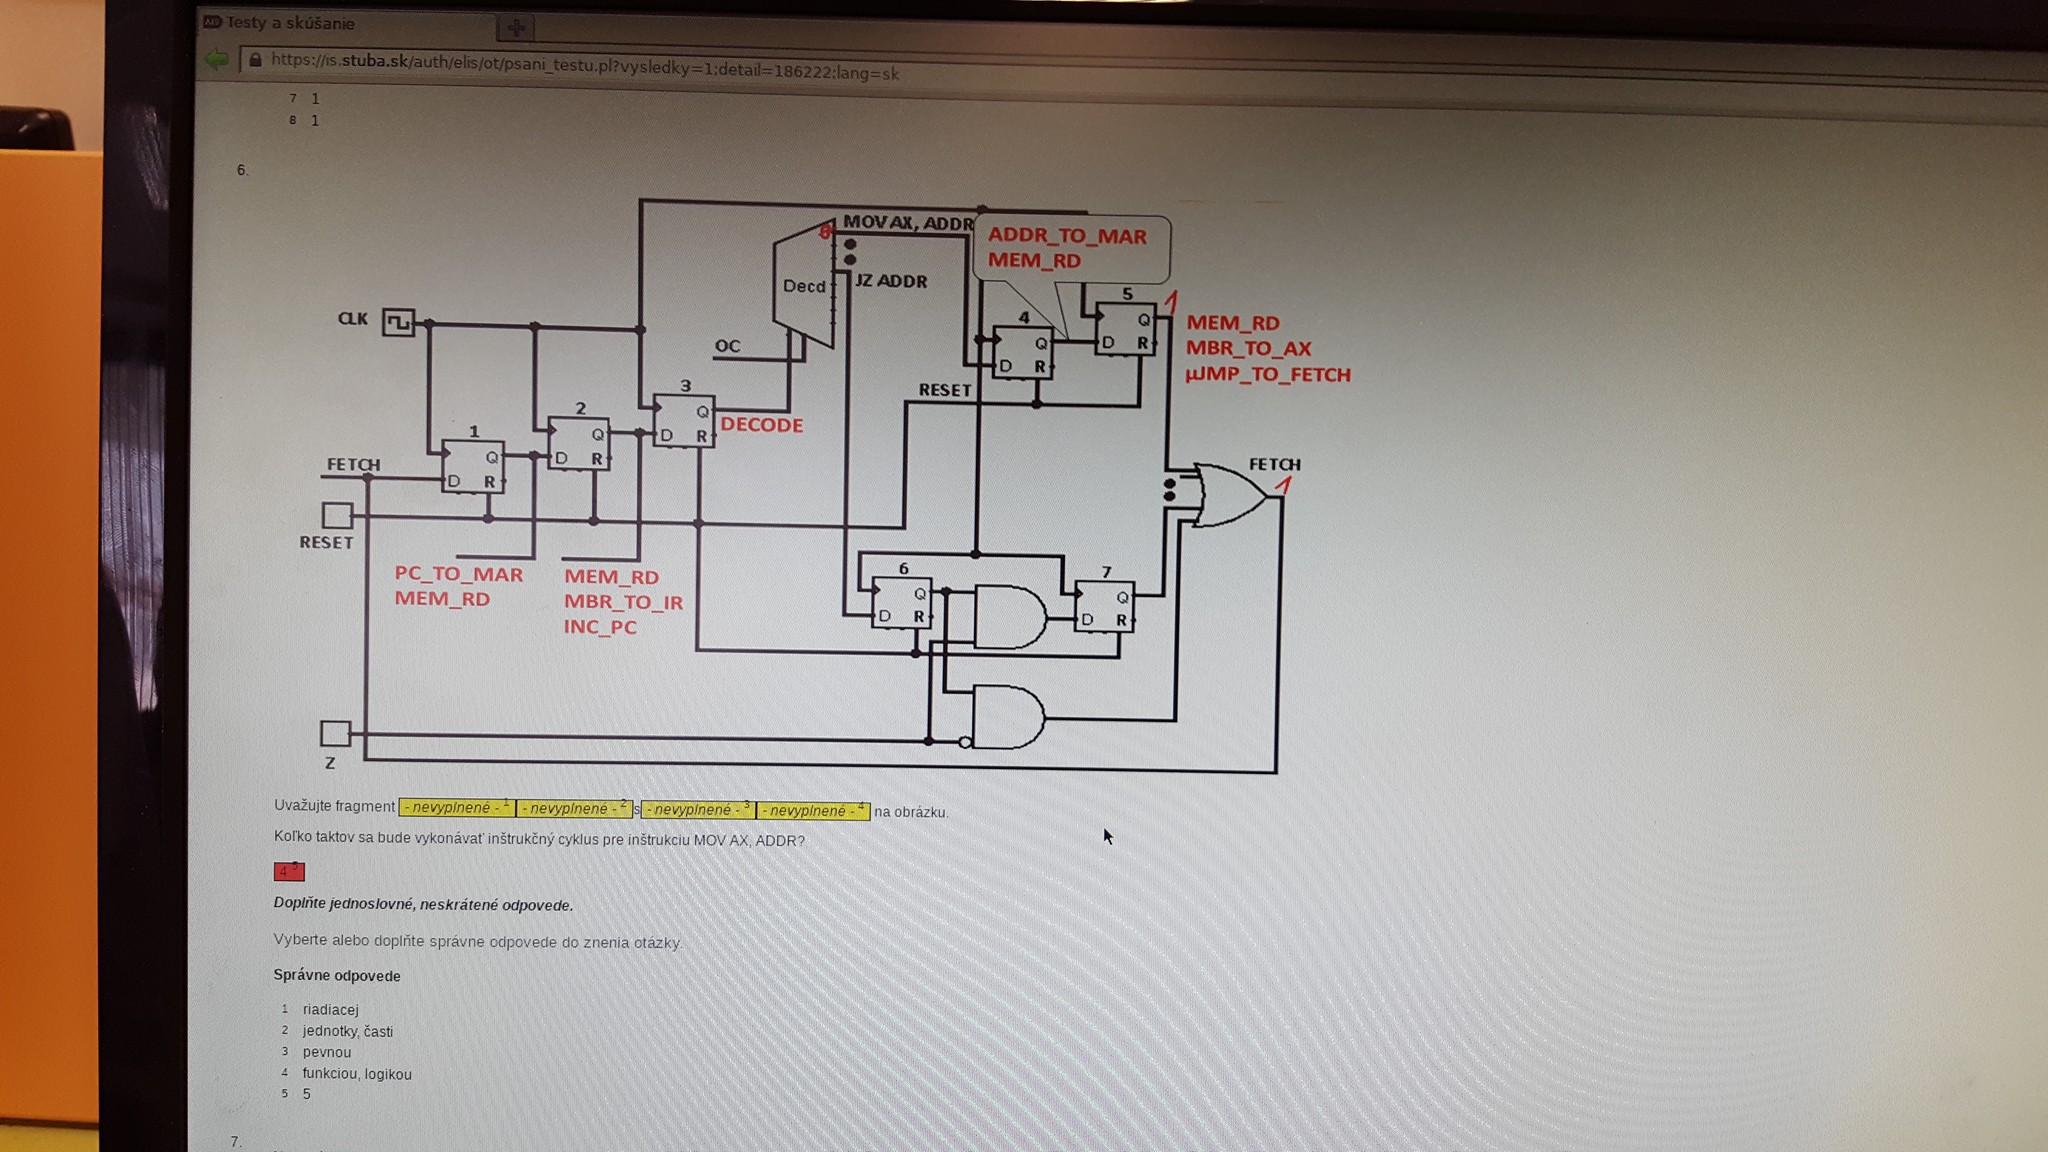 Testy a skúšanie
https://is.stuba.sk/auth/elis/ot/psani_testu.pl?vysledky=1;detail=186222;lang=sk
7 1
8 1
6.
MOV AX, ADDR
ADDR_TO_MAR
MEM_RD
Decd
JZ ADDR
CLK
OC
5
Q
D R
1
MEM_RD
MBR_TO_AX
µJMP_TO_FETCH
4
Q
D R
RESET
3
Q
D R
DECODE
2
Q
D R
1
Q
D R
FETCH
RESET
FETCH
1
PC_TO_MAR
MEM_RD
MEM_RD
MBR_TO_IR
INC_PC
6
Q
D R
7
Q
D R
Z
Uvažujte fragment - nevyplnené - 1 - nevyplnené - 2 s - nevyplnené - 3 - nevyplnené - 4 na obrázku.
Koľko taktov sa bude vykonávať inštrukčný cyklus pre inštrukciu MOV AX, ADDR?
4 5
Doplňte jednoslovné, neskrátené odpovede.
Vyberte alebo doplňte správne odpovede do znenia otázky.
Správne odpovede
1 riadiacej
2 jednotky, časti
3 pevnou
4 funkciou, logikou
5 5
7.